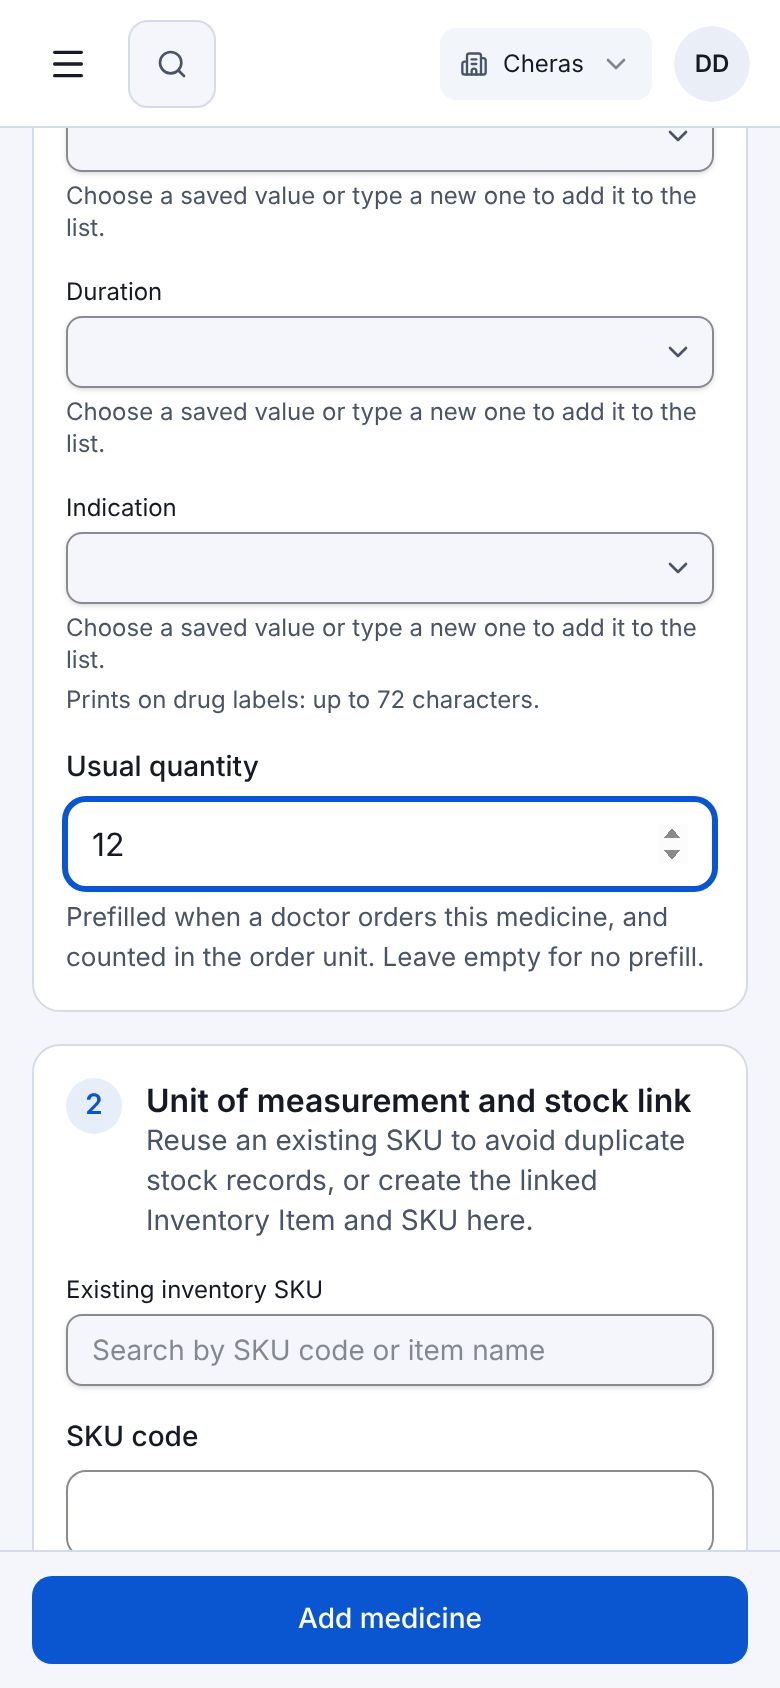 Cheras
DD
Choose a saved value or type a new one to add it to the
list.
Duration
Choose a saved value or type a new one to add it to the
list.
Indication
Choose a saved value or type a new one to add it to the
list.
Prints on drug labels: up to 72 characters.
Usual quantity
12
Prefilled when a doctor orders this medicine, and
counted in the order unit. Leave empty for no prefill.
2
Unit of measurement and stock link
Reuse an existing SKU to avoid duplicate
stock records, or create the linked
Inventory Item and SKU here.
Existing inventory SKU
Search by SKU code or item name
SKU code
Add medicine